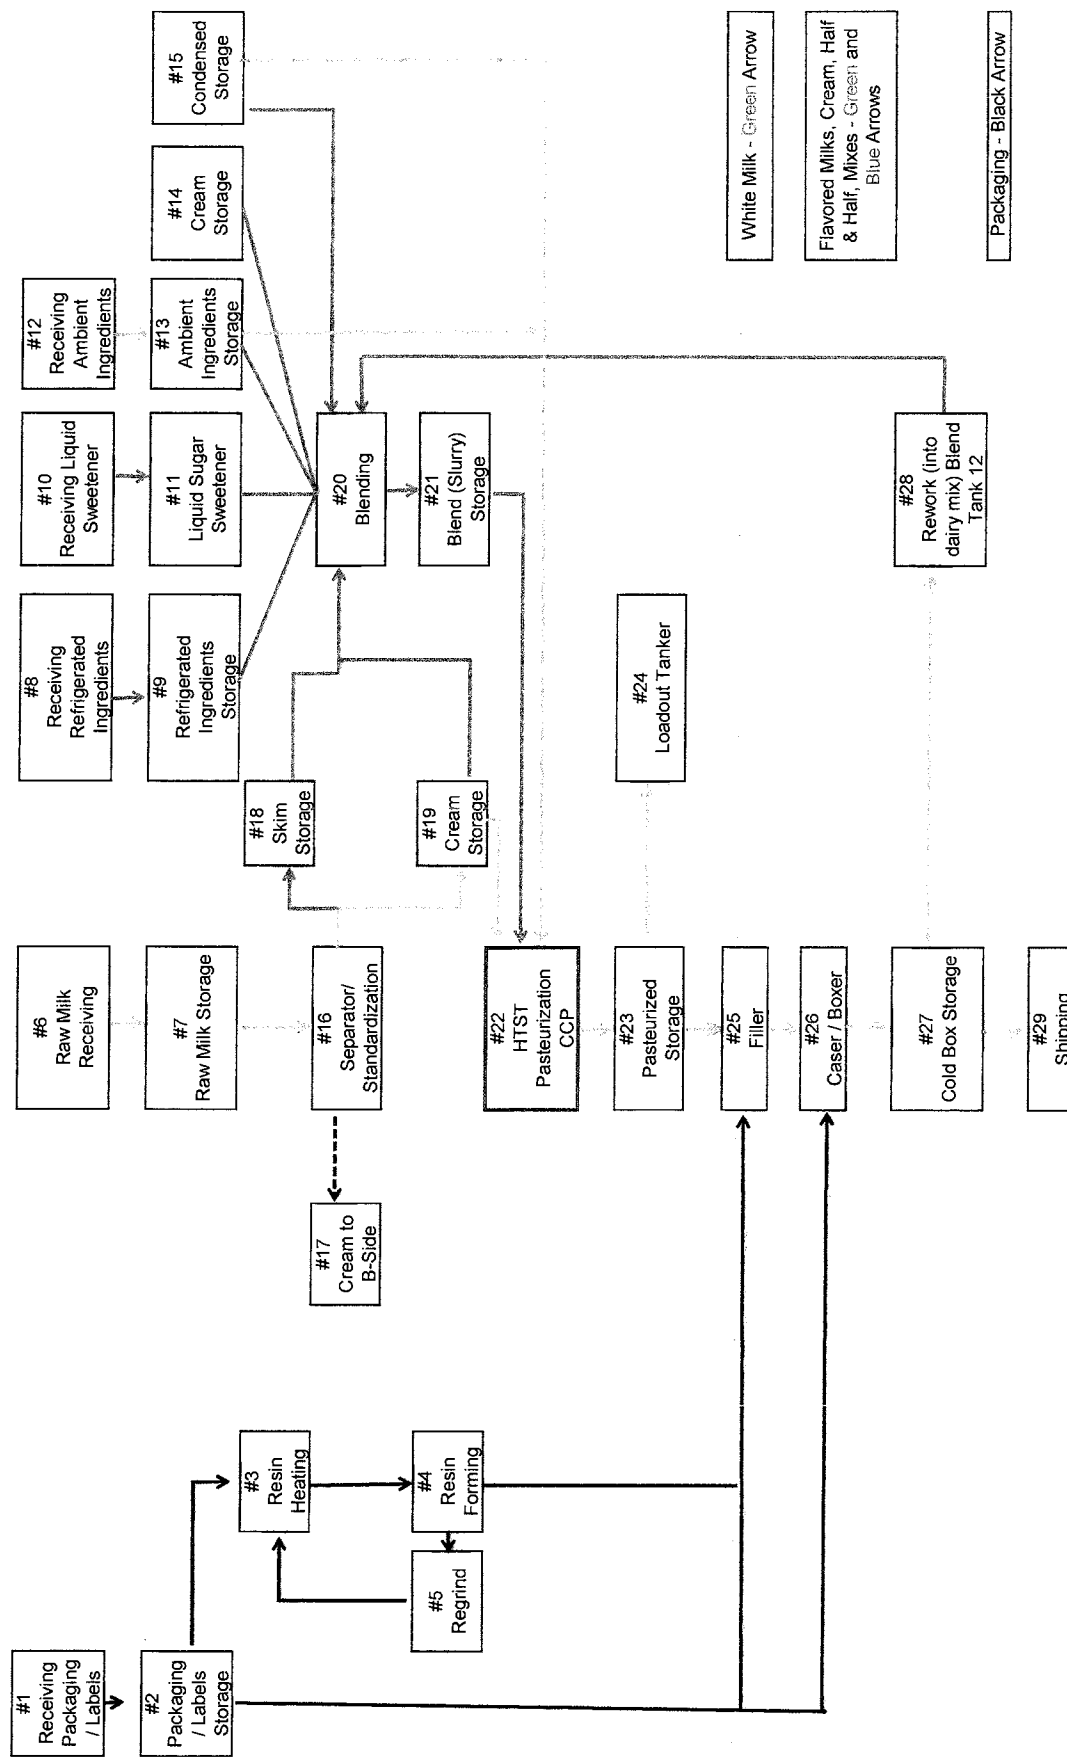 #1
Receiving
Packaging
/ Labels
#2
Packaging
/ Labels
Storage
#3
Resin
Heating
#4
Resin
Forming
#5
Regrind
#6
Raw Milk
Receiving
#7
Raw Milk Storage
#8
Receiving
Refrigerated
Ingredients
#9
Refrigerated
Ingredients
Storage
#10
Receiving Liquid
Sweetener
#11
Liquid Sugar
Sweetener
#12
Receiving
Ambient
Ingredients
#13
Ambient
Ingredients
Storage
#14
Cream
Storage
#15
Condensed
Storage
#16
Separator/
Standardization
#17
Cream to
B-Side
#18
Skim
Storage
#19
Cream
Storage
#20
Blending
#21
Blend (Slurry)
Storage
#22
HTST
Pasteurization
CCP
#23
Pasteurized
Storage
#24
Loadout Tanker
#25
Filler
#26
Caser / Boxer
#27
Cold Box Storage
#28
Rework (into
dairy mix) Blend
Tank 12
#29
Shipping
White Milk - Green Arrow
Flavored Milks, Cream, Half
& Half, Mixes - Green and
Blue Arrows
Packaging - Black Arrow